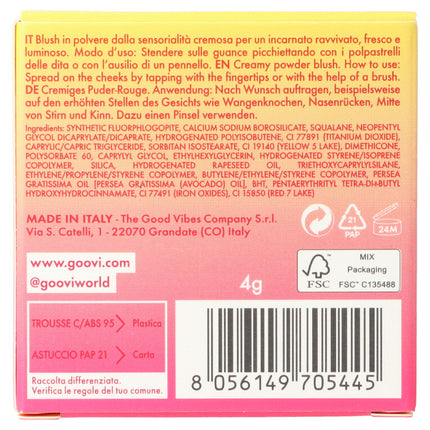 IT Blush in polvere dalla sensorialità cremosa per un incarnato ravvivato, fresco e
luminoso. Modo d'uso: Stendere sulle guance picchiettando con i polpastrelli
delle dita o con l'ausilio di un pennello. EN Creamy powder blush. How to use:
Spread on the cheeks by tapping with the fingertips or with the help of a brush.
DE Cremiges Puder-Rouge. Anwendung: Nach Wunsch auftragen, beispielsweise
auf den erhöhten Stellen des Gesichts wie Wangenknochen, Nasenrücken, Mitte
von Stirn und Kinn. Dazu einen Pinsel verwenden.
Ingredients: SYNTHETIC FLUORPHLOGOPITE, CALCIUM SODIUM BOROSILICATE, SQUALANE, NEOPENTYL
GLYCOL DICAPRYLATE/DICAPRATE, HYDROGENATED POLYISOBUTENE, CI 77891 (TITANIUM DIOXIDE),
CAPRYLIC/CAPRIC TRIGLYCERIDE, SORBITAN ISOSTEARATE, CI 19140 (YELLOW 5 LAKE), DIMETHICONE,
POLYSORBATE 60, CAPRYLYL GLYCOL, ETHYLHEXYLGLYCERIN, HYDROGENATED STYRENE/ISOPRENE
COPOLYMER, SILICA, HYDROGENATED RAPESEED OIL, TRIETHOXYCAPRYLYLSILANE,
ETHYLENE/PROPYLENE/STYRENE COPOLYMER, BUTYLENE/ETHYLENE/STYRENE COPOLYMER, PERSEA
GRATISSIMA OIL [PERSEA GRATISSIMA (AVOCADO) OIL], BHT, PENTAERYTHRITYL TETRA-DI-t-BUTYL
HYDROXYHYDROCINNAMATE, CI 77491 (IRON OXIDES), CI 15850 (RED 7 LAKE)
MADE IN ITALY - The Good Vibes Company S.r.l.
Via S. Catelli, 1 - 22070 Grandate (CO) Italy
21
PAP
24M
www.goovi.com
@gooviworld
4g
FSC
MIX
Packaging
FSC™ C135488
TROUSSE C/ABS 95 Plastica
ASTUCCIO PAP 21 Carta
Raccolta differenziata.
Verifica le regole del tuo comune.
8 056149 705445